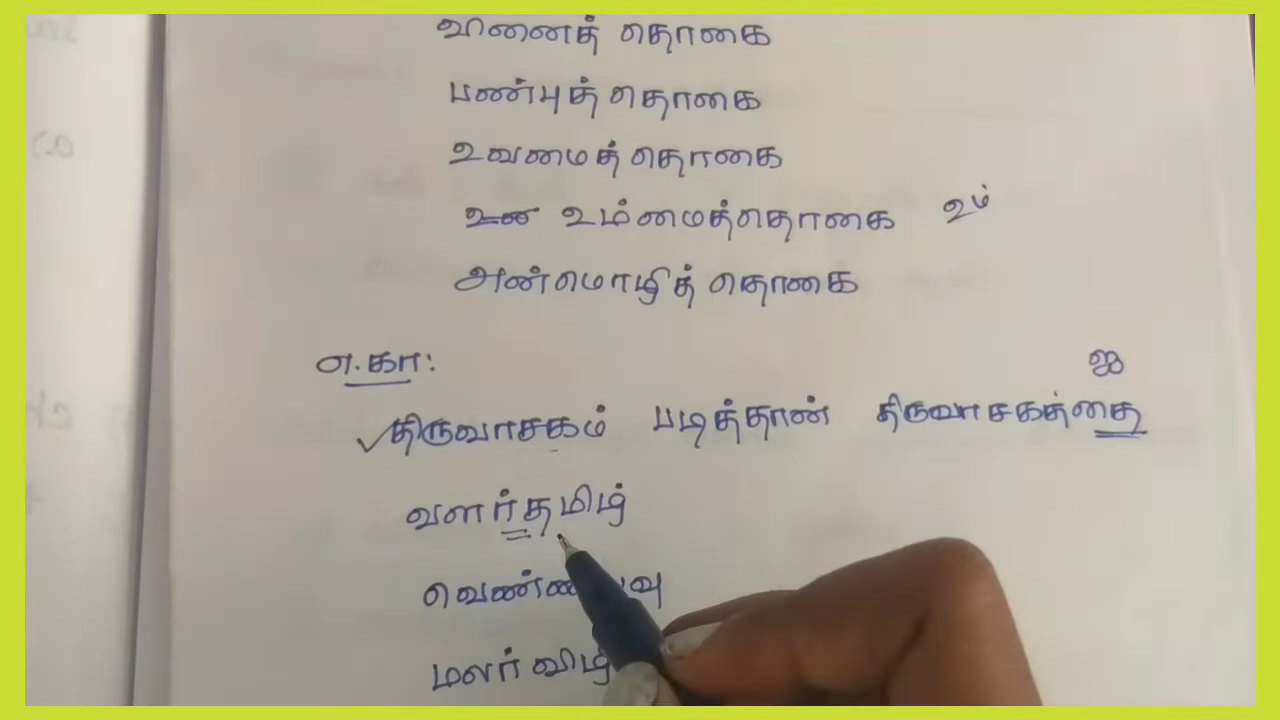 வினைத் தொகை
பண்புத் தொகை
உவமைத் தொகை
உம்மைத்தொகை உம்
அன்மொழித் தொகை
எ.கா:
ஐ
திருவாசகம் படித்தான் திருவாசகத்தை
வளர்தமிழ்
மலர்